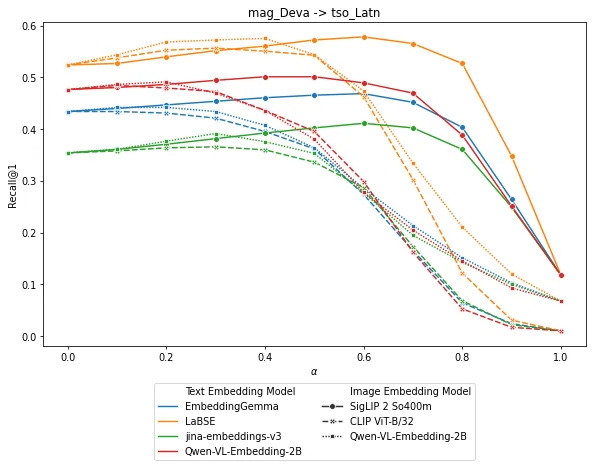 mag_Deva -> tso_Latn
Recall@1
0.6
0.5
0.4
0.3
0.2
0.1
0.0
0.0 0.2 0.4 0.6 0.8 1.0
α
Text Embedding Model
EmbeddingGemma
LaBSE
jina-embeddings-v3
Qwen-VL-Embedding-2B
Image Embedding Model
SigLIP 2 So400m
CLIP ViT-B/32
Qwen-VL-Embedding-2B